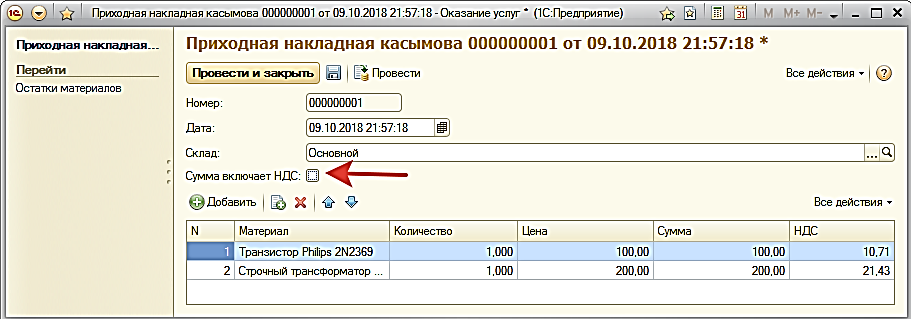 Приходная накладная касымова 000000001 от 09.10.2018 21:57:18 - Оказание услуг * (1С:Предприятие)
M M+ M-
Приходная накладная...
Перейти
Остатки материалов
Приходная накладная касымова 000000001 от 09.10.2018 21:57:18 *
Провести и закрыть Провести Все действия
Номер: 000000001
Дата: 09.10.2018 21:57:18
Склад: Основной ...
Сумма включает НДС:
Добавить Все действия
N Материал Количество Цена Сумма НДС
1 Транзистор Philips 2N2369 1,000 100,00 100,00 10,71
2 Строчный трансформатор ... 1,000 200,00 200,00 21,43